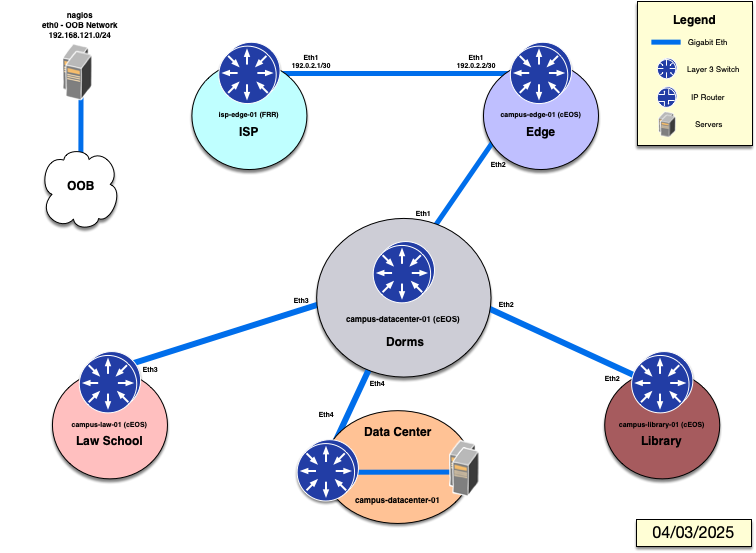 nagios
eth0 - OOB Network
192.168.121.0/24
OOB
Eth1
192.0.2.1/30
Eth1
192.0.2.2/30
isp-edge-01 (FRR)
ISP
campus-edge-01 (cEOS)
Edge
Eth2
Legend
Gigabit Eth
Layer 3 Switch
IP Router
Servers
Eth1
campus-datacenter-01 (cEOS)
Dorms
Eth3
Eth2
Eth3
Eth4
Eth2
Eth4
campus-law-01 (cEOS)
Law School
Data Center
campus-datacenter-01
campus-library-01 (cEOS)
Library
04/03/2025